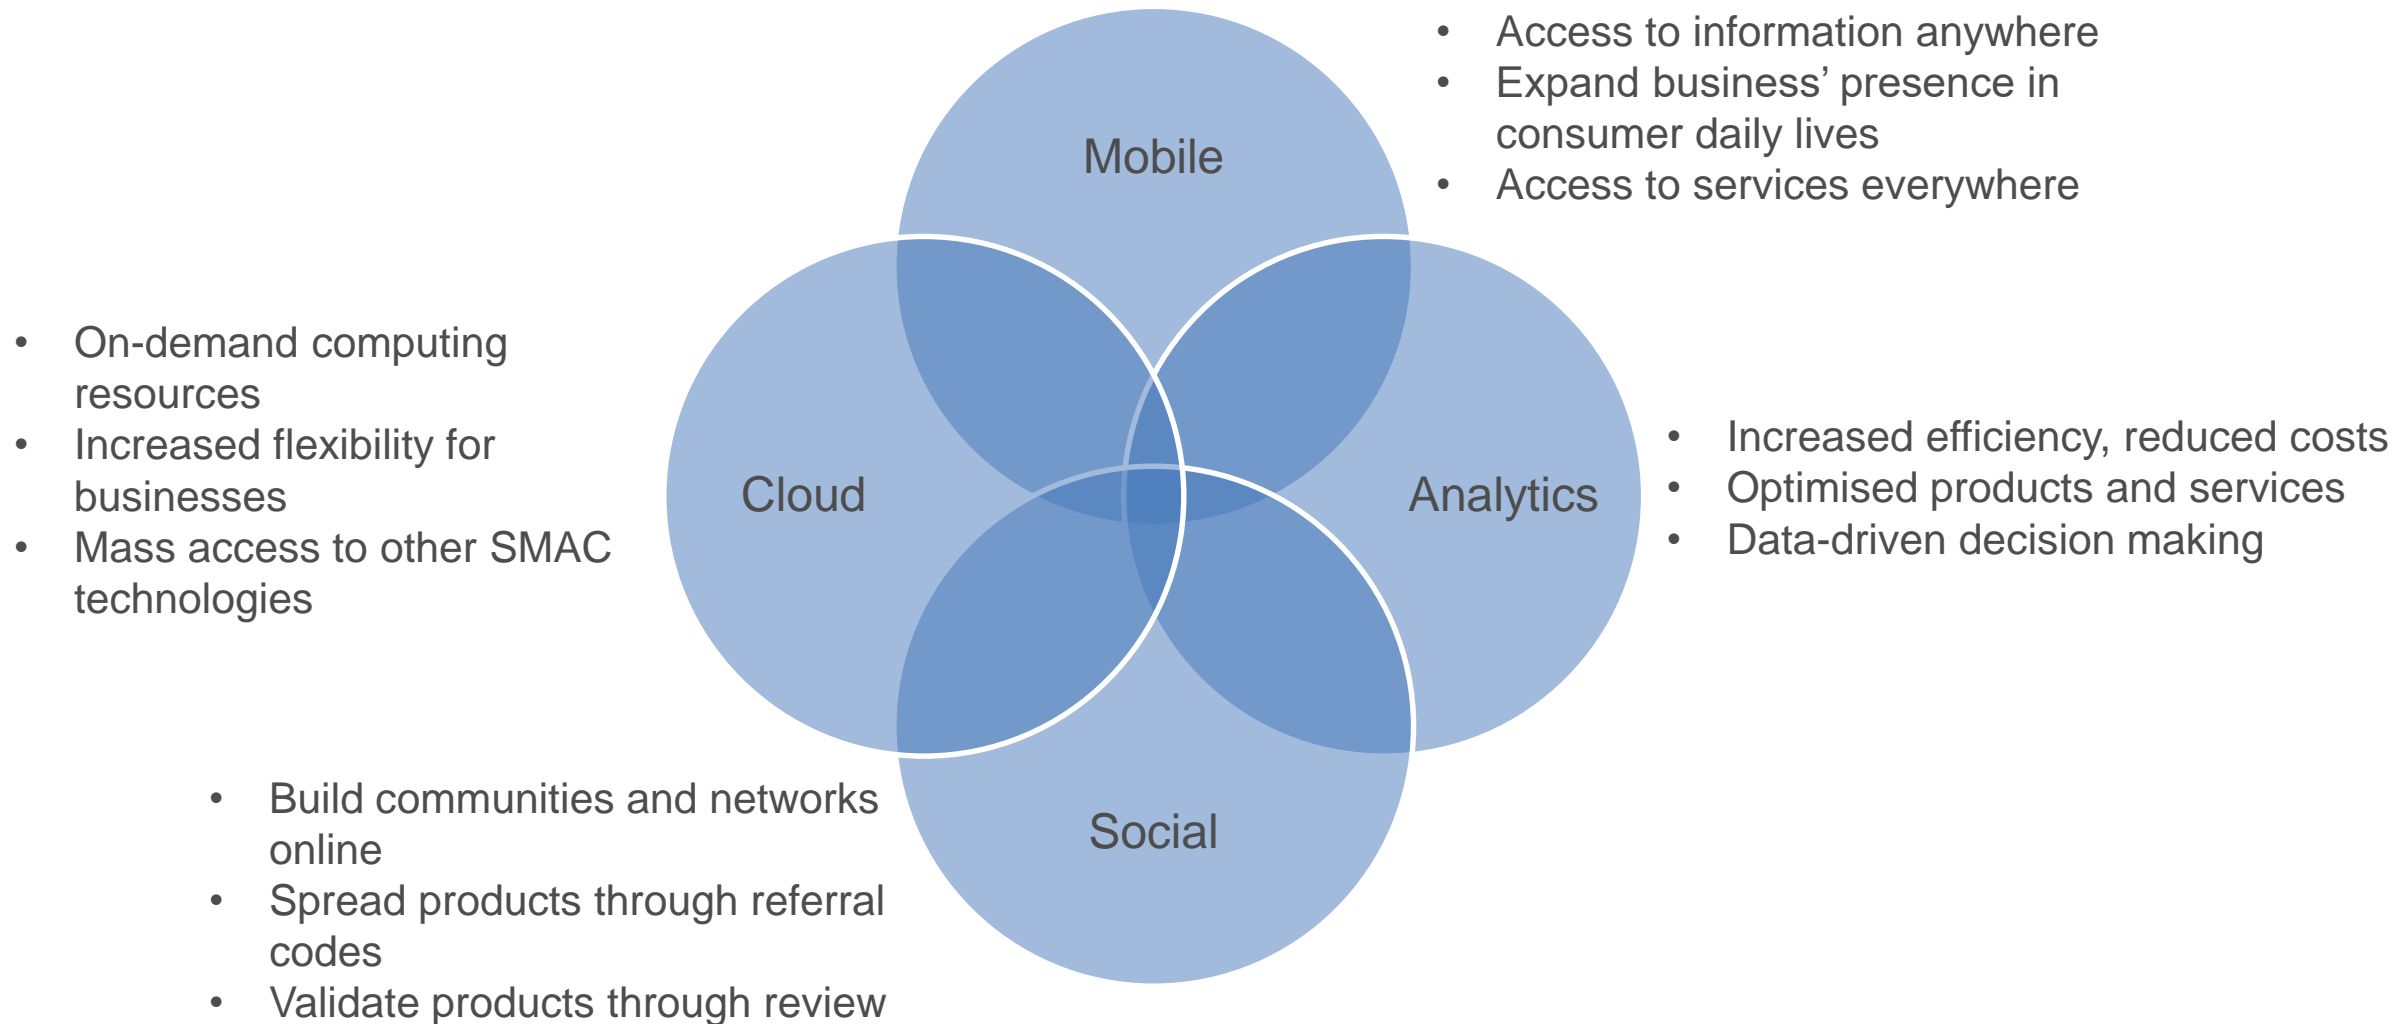 Mobile
• Access to information anywhere
• Expand business’ presence in
consumer daily lives
• Access to services everywhere
Cloud
• On-demand computing
resources
• Increased flexibility for
businesses
• Mass access to other SMAC
technologies
Analytics
• Increased efficiency, reduced costs
• Optimised products and services
• Data-driven decision making
Social
• Build communities and networks
online
• Spread products through referral
codes
• Validate products through review